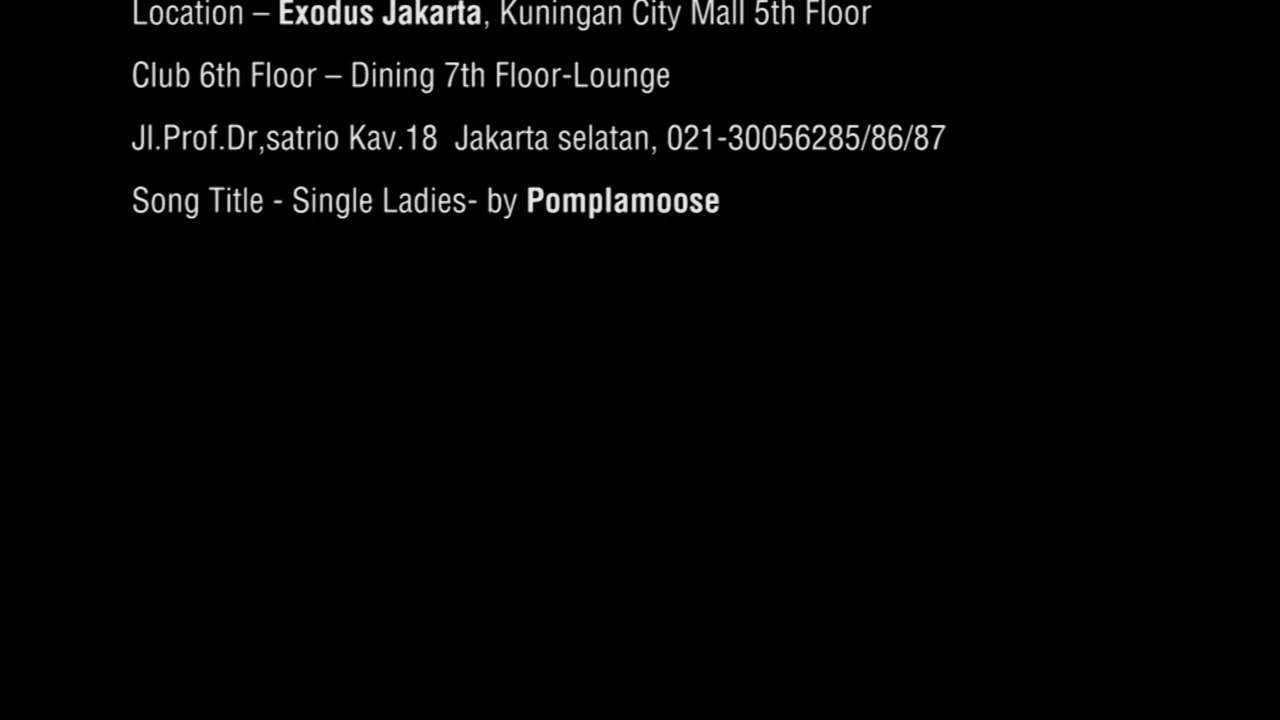 Location – Exodus Jakarta, Kuningan City Mall 5th Floor
Club 6th Floor – Dining 7th Floor-Lounge
Jl.Prof.Dr,satrio Kav.18  Jakarta selatan, 021-30056285/86/87
Song Title - Single Ladies- by Pomplamoose